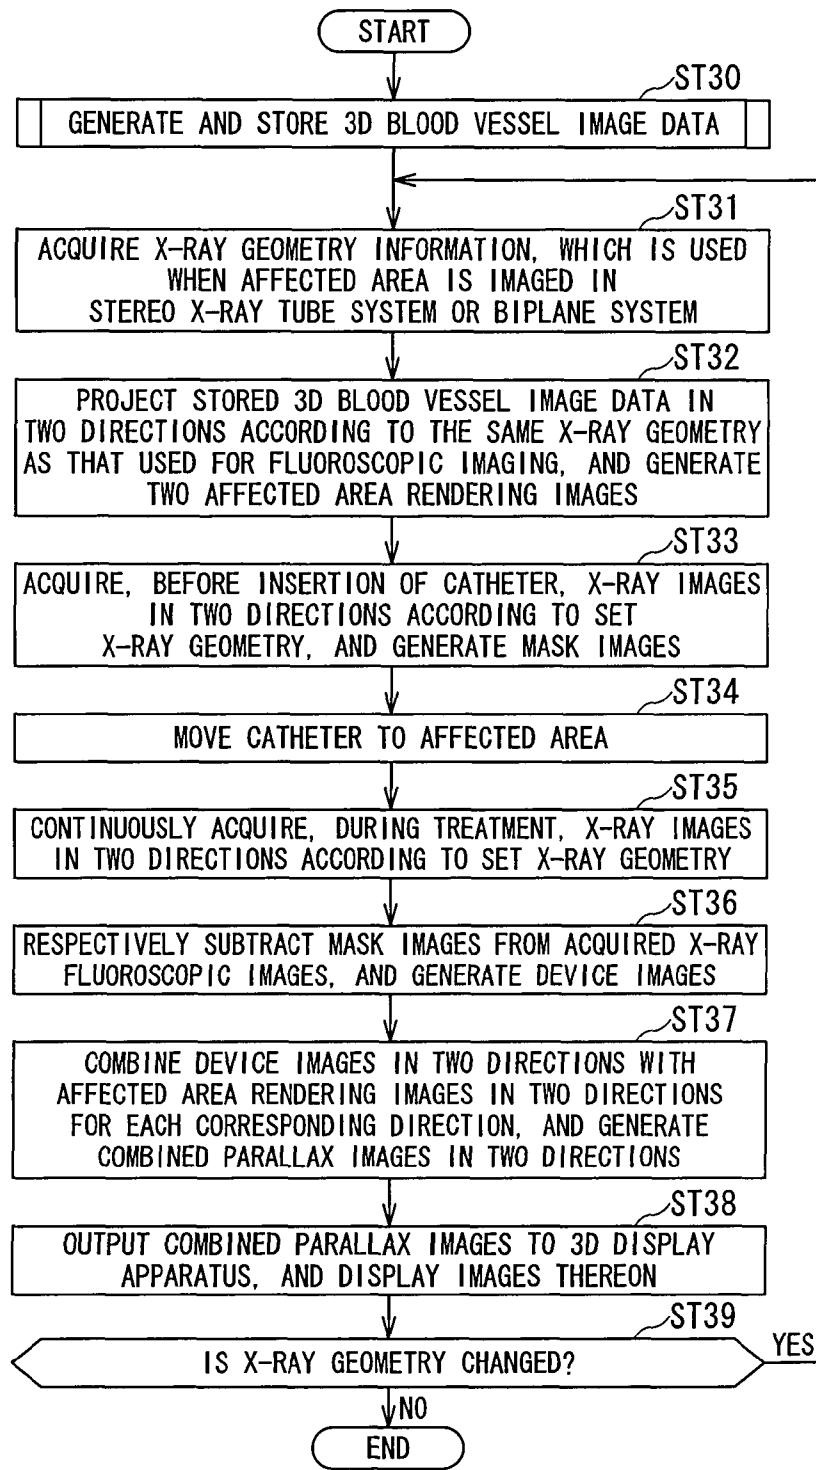 START
ST30
GENERATE AND STORE 3D BLOOD VESSEL IMAGE DATA
ST31
ACQUIRE X-RAY GEOMETRY INFORMATION, WHICH IS USED
WHEN AFFECTED AREA IS IMAGED IN
STEREO X-RAY TUBE SYSTEM OR BIPLANE SYSTEM
ST32
PROJECT STORED 3D BLOOD VESSEL IMAGE DATA IN
TWO DIRECTIONS ACCORDING TO THE SAME X-RAY GEOMETRY
AS THAT USED FOR FLUOROSCOPIC IMAGING, AND GENERATE
TWO AFFECTED AREA RENDERING IMAGES
ST33
ACQUIRE, BEFORE INSERTION OF CATHETER, X-RAY IMAGES
IN TWO DIRECTIONS ACCORDING TO SET
X-RAY GEOMETRY, AND GENERATE MASK IMAGES
ST34
MOVE CATHETER TO AFFECTED AREA
ST35
CONTINUOUSLY ACQUIRE, DURING TREATMENT, X-RAY IMAGES
IN TWO DIRECTIONS ACCORDING TO SET X-RAY GEOMETRY
ST36
RESPECTIVELY SUBTRACT MASK IMAGES FROM ACQUIRED X-RAY
FLUOROSCOPIC IMAGES, AND GENERATE DEVICE IMAGES
ST37
COMBINE DEVICE IMAGES IN TWO DIRECTIONS WITH
AFFECTED AREA RENDERING IMAGES IN TWO DIRECTIONS
FOR EACH CORRESPONDING DIRECTION, AND GENERATE
COMBINED PARALLAX IMAGES IN TWO DIRECTIONS
ST38
OUTPUT COMBINED PARALLAX IMAGES TO 3D DISPLAY
APPARATUS, AND DISPLAY IMAGES THEREON
ST39
IS X-RAY GEOMETRY CHANGED?
YES
NO
END